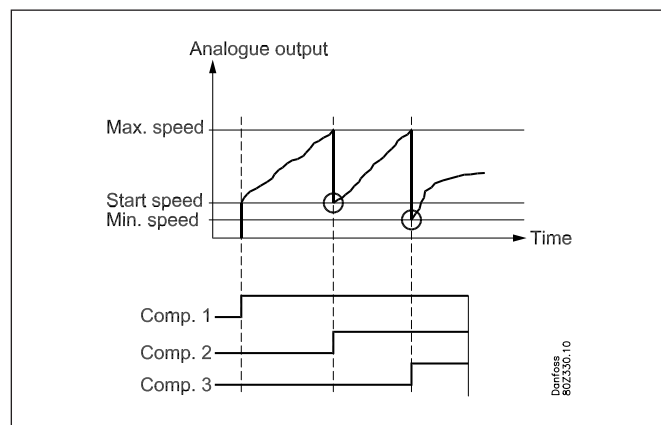 Analogue output
Max. speed
Start speed
Min. speed
Time
Comp. 1
Comp. 2
Comp. 3
Danfoss
80Z330.10